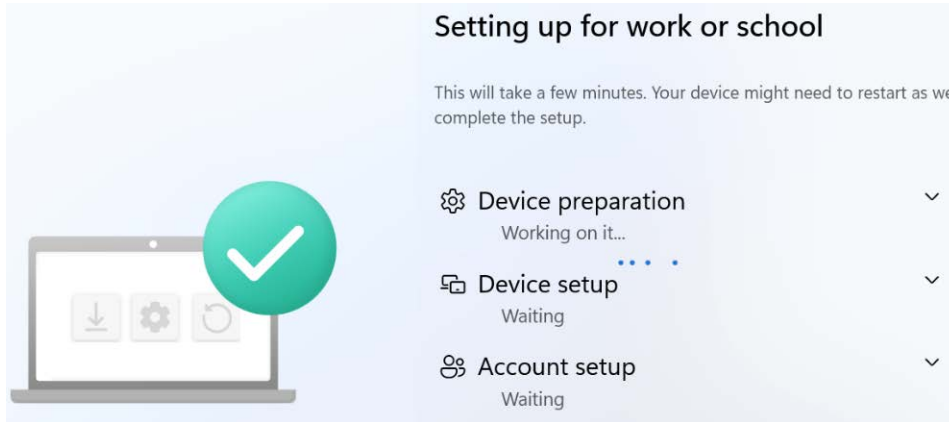 Setting up for work or school
This will take a few minutes. Your device might need to restart as we
complete the setup.
Device preparation
Working on it...
Device setup
Waiting
Account setup
Waiting